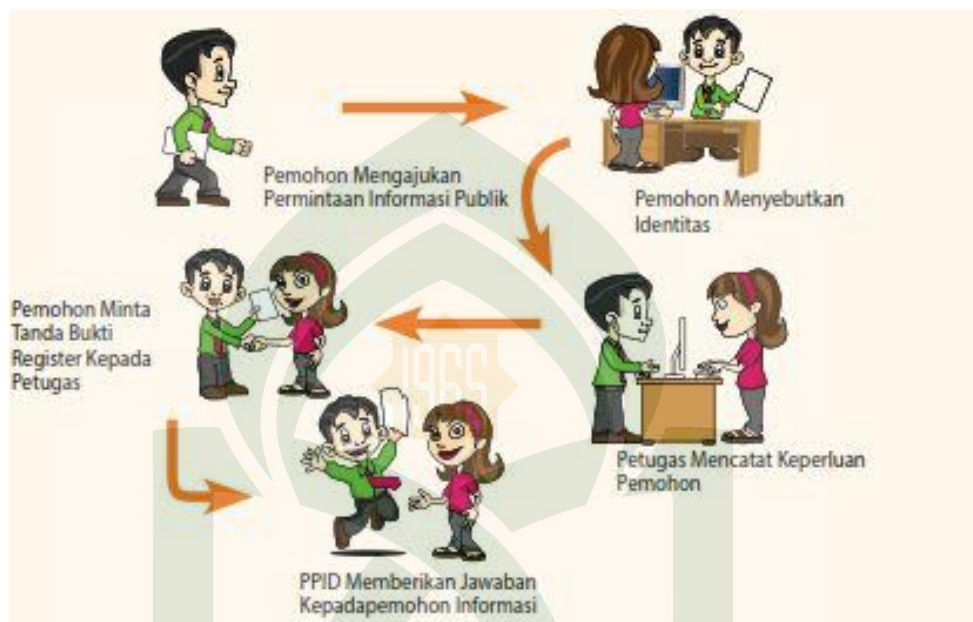 Pemohon Mengajukan
Permintaan Informasi Publik
Pemohon Menyebutkan
Identitas
Petugas Mencatat Keperluan
Pemohon
Pemohon Minta
Tanda Bukti
Register Kepada
Petugas
PPID Memberikan Jawaban
Kepadapemohon Informasi
1965